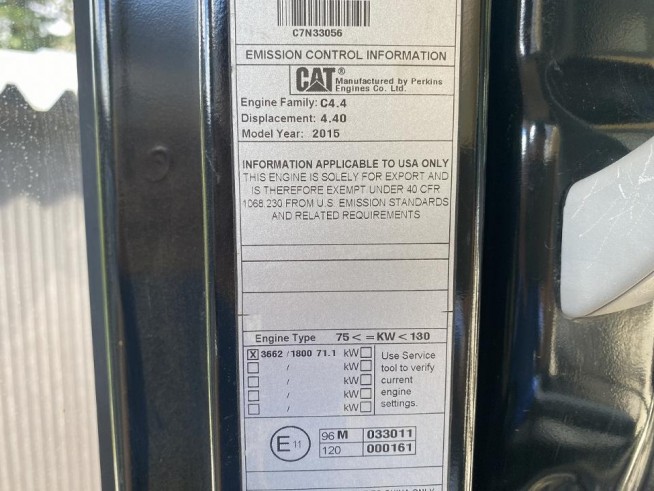 C7N33056
EMISSION CONTROL INFORMATION
CAT® Manufactured by Perkins
Engines Co. Ltd.
Engine Family: C4.4
Displacement: 4.40
Model Year: 2015
INFORMATION APPLICABLE TO USA ONLY
THIS ENGINE IS SOLELY FOR EXPORT AND
IS THEREFORE EXEMPT UNDER 40 CFR
1068.230 FROM U.S. EMISSION STANDARDS
AND RELATED REQUIREMENTS
Engine Type 75< = KW < 130
X 3662 / 1800 71.1 kW
/ kW
/ kW
/ kW
/ kW
Use Service
tool to verify
current
engine
settings.
E 11
96 M 033011
120 000161
CHINA ONLY